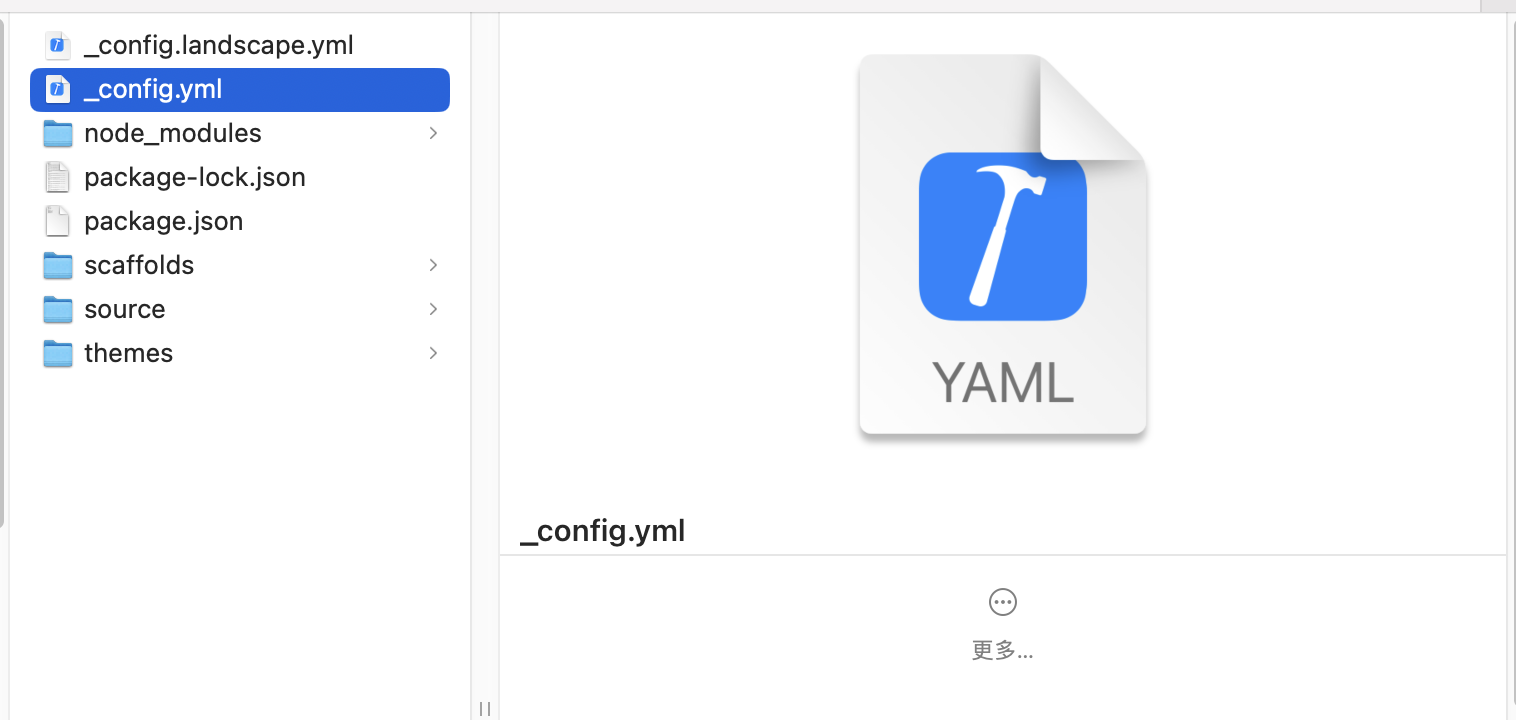 _config.landscape.yml
_config.yml
node_modules
package-lock.json
package.json
scaffolds
source
themes
YAML
_config.yml
更多...